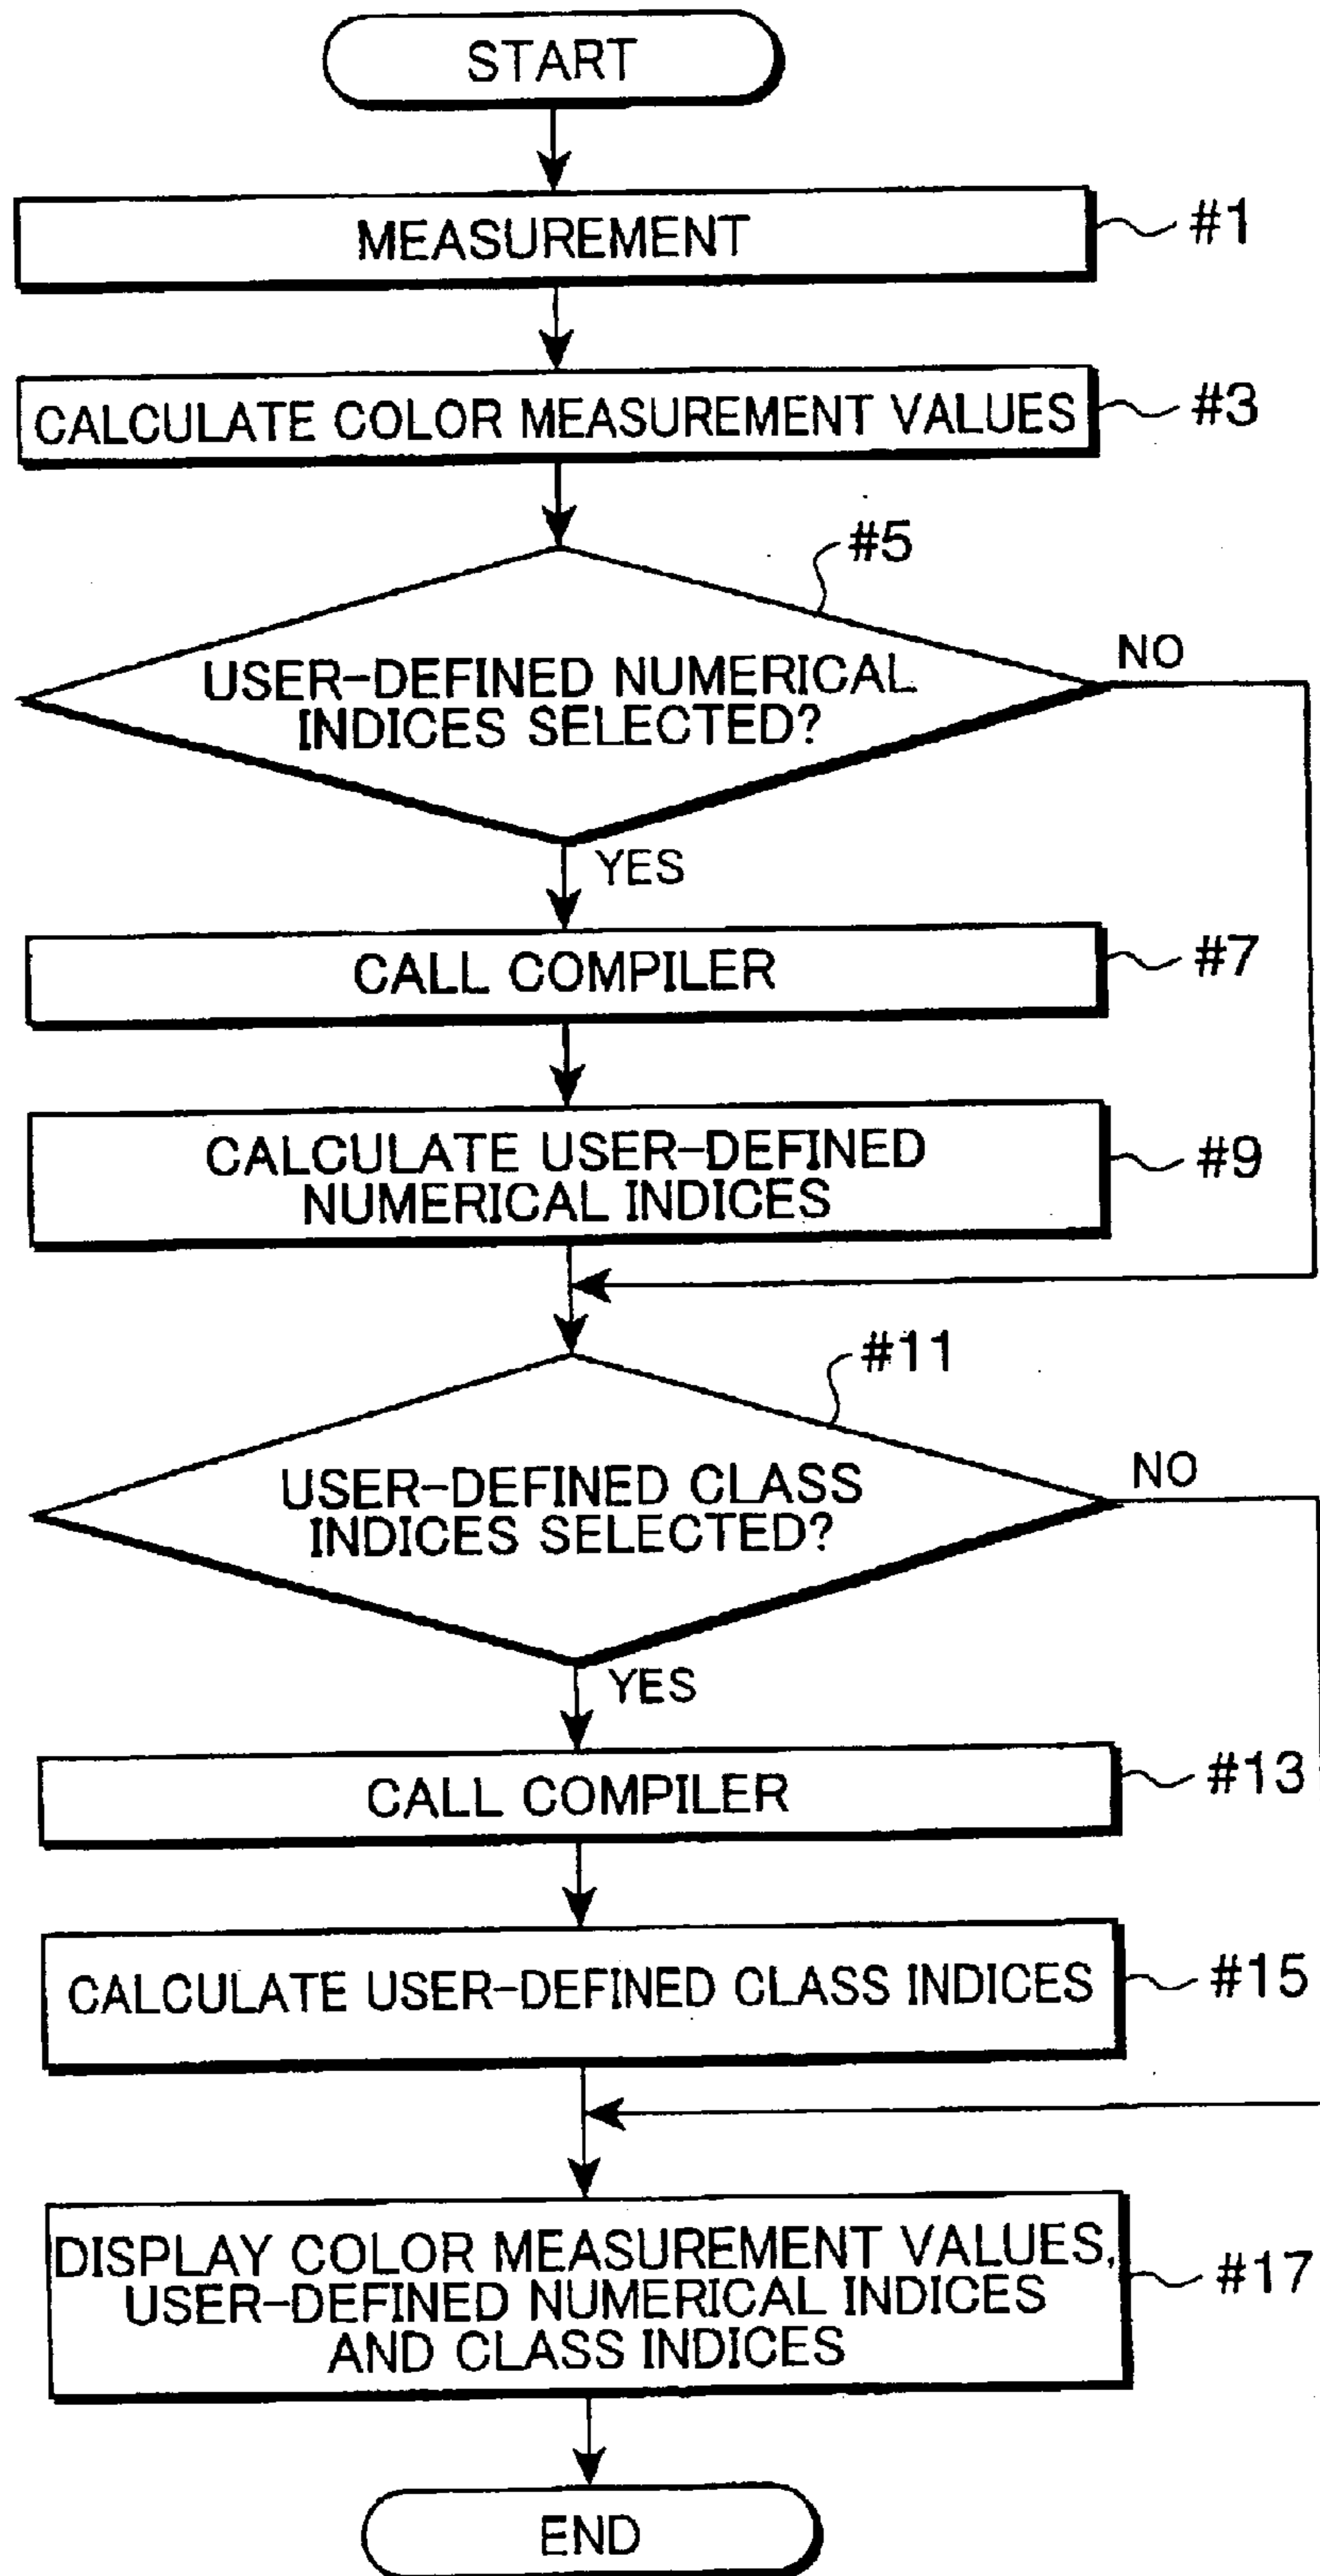 START
MEASUREMENT
#1
CALCULATE COLOR MEASUREMENT VALUES
#3
#5
USER-DEFINED NUMERICAL
INDICES SELECTED?
NO
YES
CALL COMPILER
#7
CALCULATE USER-DEFINED
NUMERICAL INDICES
#9
#11
USER-DEFINED CLASS
INDICES SELECTED?
NO
YES
CALL COMPILER
#13
CALCULATE USER-DEFINED CLASS INDICES
#15
DISPLAY COLOR MEASUREMENT VALUES,
USER-DEFINED NUMERICAL INDICES
AND CLASS INDICES
#17
END